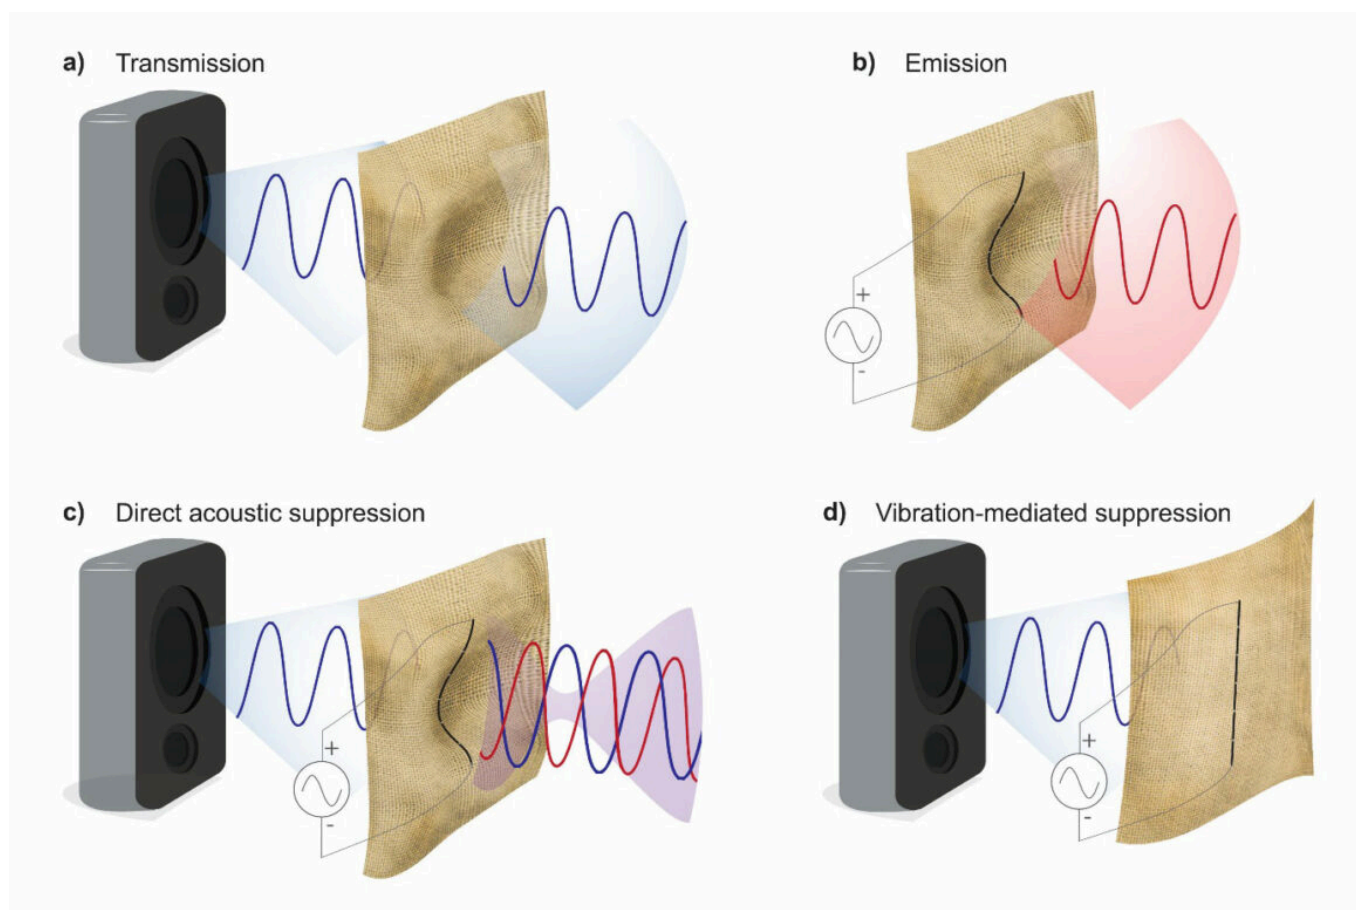 a) Transmission
b) Emission
+
-
c) Direct acoustic suppression
d) Vibration-mediated suppression
+
-
+
-